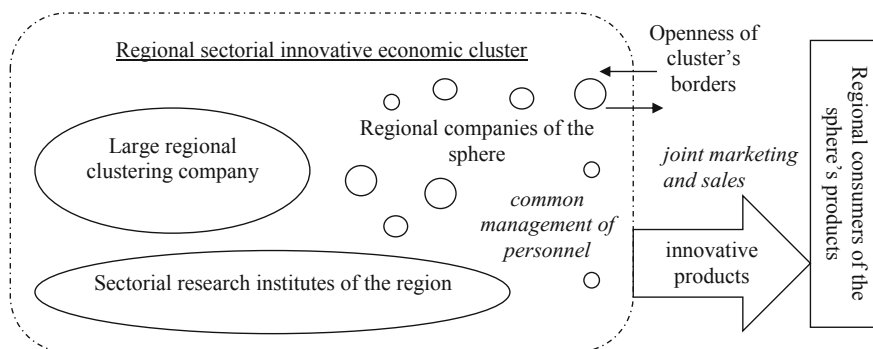 Regional sectorial innovative economic cluster
Openness of
cluster's
borders
Large regional
clustering company
Regional companies of the
sphere
common
management of
personnel
Sectorial research institutes of the region
joint marketing
and sales
innovative
products
Regional consumers of the
sphere's products